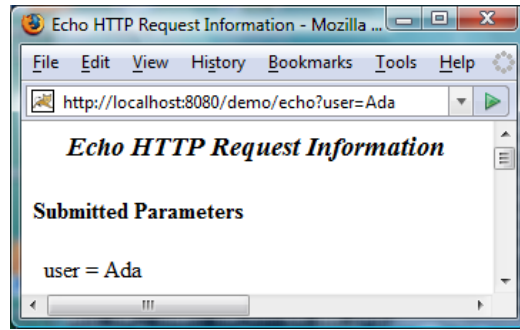 Echo HTTP Request Information - Mozilla ...
File Edit View History Bookmarks Tools Help
http://localhost:8080/demo/echo?user=Ada
Echo HTTP Request Information
Submitted Parameters
user = Ada